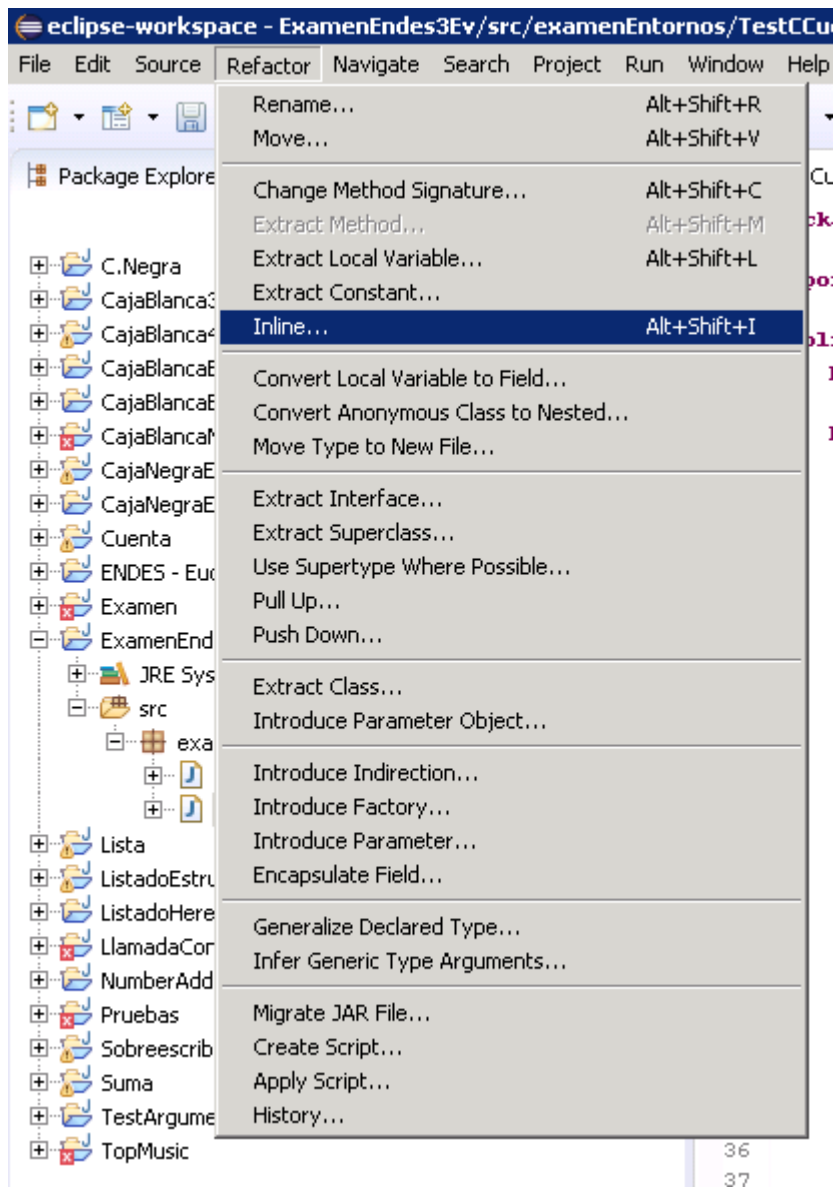 eclipse-workspace - ExamenEndes3Ev/src/examenEntornos/TestCCu
File Edit Source Refactor Navigate Search Project Run Window Help
Rename... Alt+Shift+R
Move... Alt+Shift+V
Package Explore
Change Method Signature... Alt+Shift+C
Extract Method... Alt+Shift+M
Extract Local Variable... Alt+Shift+L
Extract Constant...
Inline... Alt+Shift+I
Convert Local Variable to Field...
Convert Anonymous Class to Nested...
Move Type to New File...
Extract Interface...
Extract Superclass...
Use Supertype Where Possible...
Pull Up...
Push Down...
Extract Class...
Introduce Parameter Object...
Introduce Indirection...
Introduce Factory...
Introduce Parameter...
Encapsulate Field...
Generalize Declared Type...
Infer Generic Type Arguments...
Migrate JAR File...
Create Script...
Apply Script...
History...
C.Negra
CajaBlanca3
CajaBlanca4
CajaBlancaE
CajaBlancaE
CajaBlancaM
CajaNegraE
CajaNegraE
Cuenta
ENDES - Euc
Examen
ExamenEnd
JRE Sys
src
exa
Lista
ListadoEstru
ListadoHere
LlamadaCor
NumberAdd
Pruebas
Sobreescrib
Suma
TestArgume
TopMusic
36
37